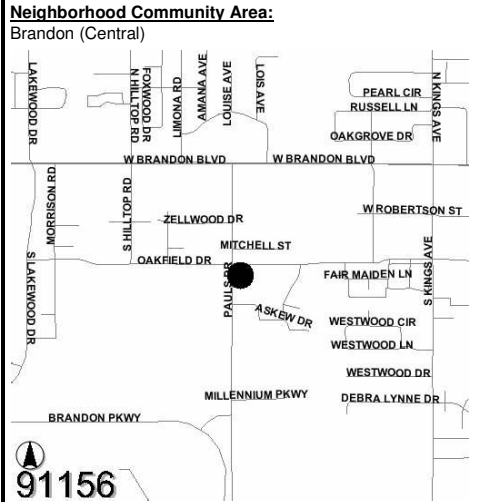 Neighborhood Community Area:
Brandon (Central)
LAKEWOOD DR
N HILLTOP RD
FOXWOOD DR
LIMONA RD
AMANA AVE
LOUISE AVE
LOIS AVE
PEARL CIR
RUSSELL LN
N KINGS AVE
OAKGROVE DR
W BRANDON BLVD
W BRANDON BLVD
MORRISON RD
S HILLTOP RD
ZELLWOOD DR
W ROBERTSON ST
MITCHELL ST
OAKFIELD DR
S LAKEWOOD DR
PAULS DR
FAIR MAIDEN LN
S KINGS AVE
ASKEW DR
WESTWOOD CIR
WESTWOOD LN
WESTWOOD DR
MILLENNIUM PKWY
DEBRA LYNNE DR
BRANDON PKWY
91156